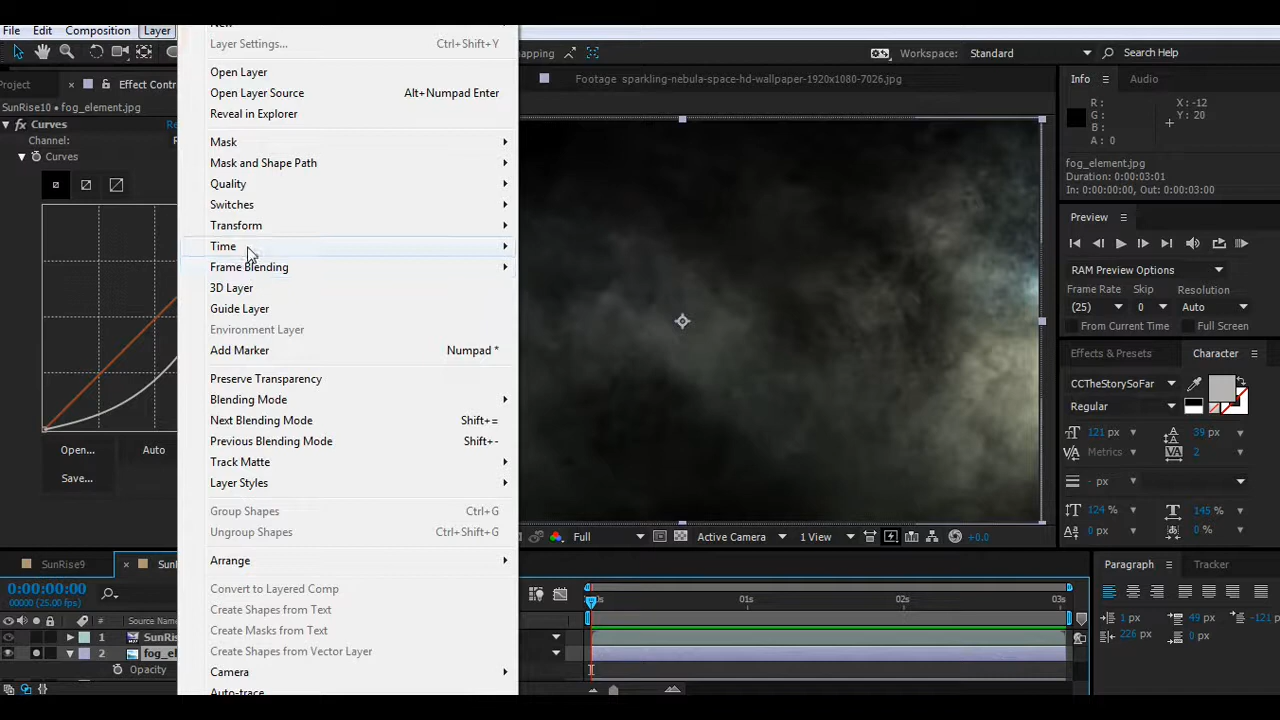 File Edit Composition Layer
Layer Settings... Ctrl+Shift+Y
Open Layer
Open Layer Source Alt+Numpad Enter
Reveal in Explorer
Mask
Mask and Shape Path
Quality
Switches
Transform
Time
Frame Blending
3D Layer
Guide Layer
Environment Layer
Add Marker Numpad *
Preserve Transparency
Blending Mode
Next Blending Mode Shift+=
Previous Blending Mode Shift+-
Track Matte
Layer Styles
Group Shapes Ctrl+G
Ungroup Shapes Ctrl+Shift+G
Arrange
Convert to Layered Comp
Create Shapes from Text
Create Masks from Text
Create Shapes from Vector Layer
Camera
Auto-trace...
Workspace: Standard Search Help
Project Effect Contr
SunRise10 • fog_element.jpg
fx Curves
Channel:
Curves
Open... Auto
Save...
Footage sparkling-nebula-space-hd-wallpaper-1920x1080-7026.jpg
Full Active Camera 1 View +0.0
Info Audio
R : X : -12
G : Y : 20
B :
A : 0
fog_element.jpg
Duration: 0:00:03:01
In: 0:00:00:00, Out: 0:00:03:00
Preview
RAM Preview Options
Frame Rate Skip Resolution
(25) 0 Auto
From Current Time Full Screen
Effects & Presets Character
CCTheStorySoFar
Regular
121 px 39 px
Metrics 2
- px
124 % 145 %
0 px 0 %
Paragraph Tracker
1 px 49 px -121 p
226 px 0 px
SunRise9
0:00:00:00
00000 (25.00 fps)
01s 02s 03s
Source Name
1 SunRis
2 fog_ele
Opacity